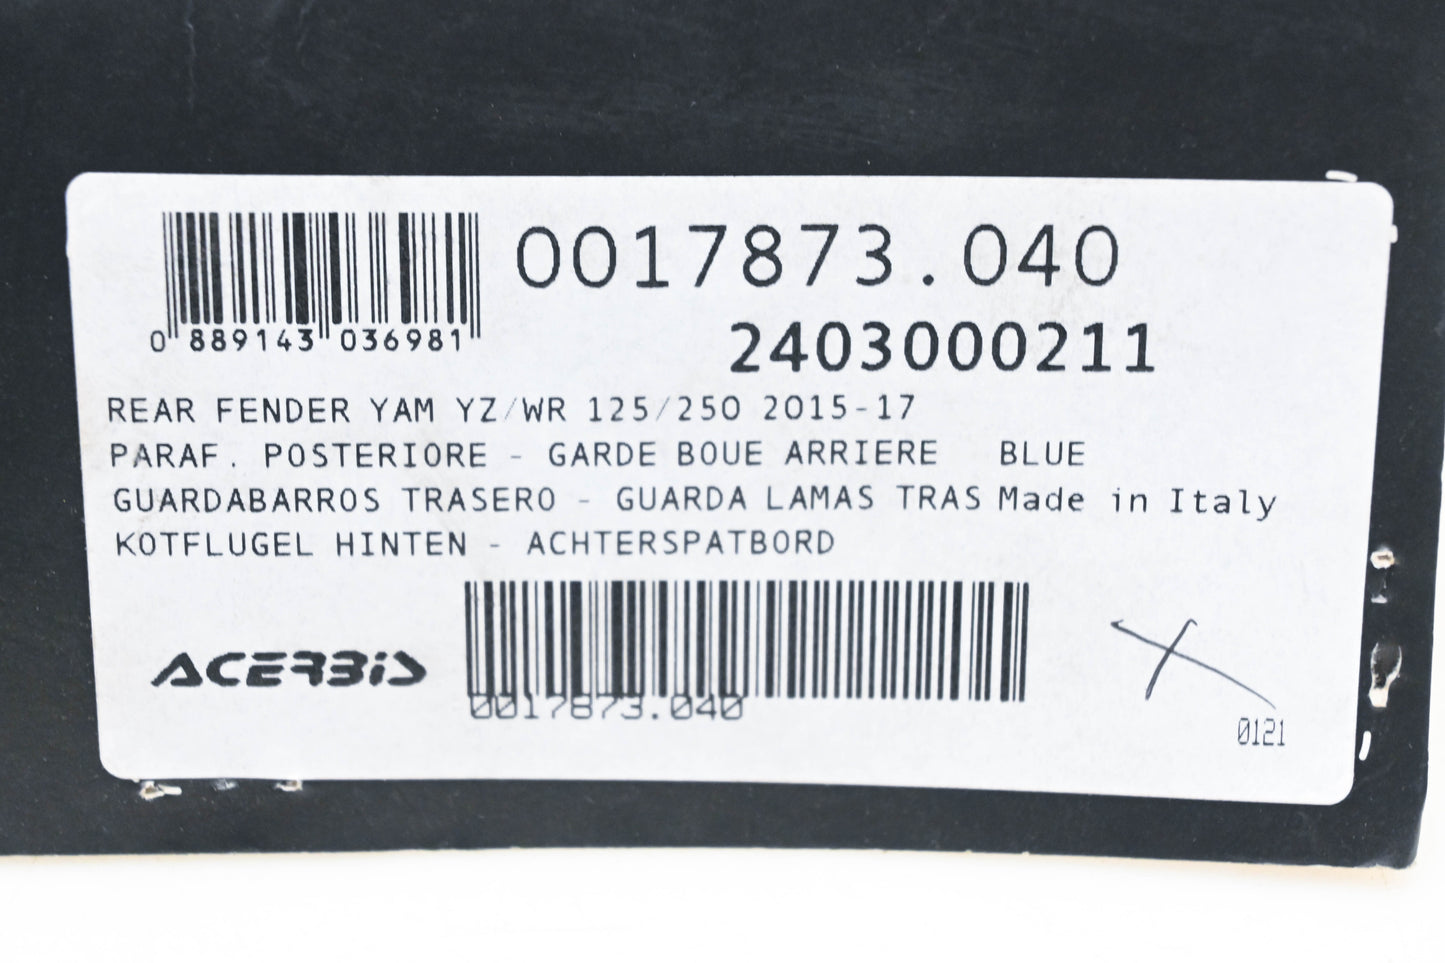 0017873.040
0 889143 036981
2403000211
REAR FENDER YAM YZ/WR 125/250 2015-17
PARAF. POSTERIORE - GARDE BOUE ARRIERE BLUE
GUARDABARROS TRASERO - GUARDA LAMAS TRAS Made in Italy
KOTFLUGEL HINTEN - ACHTERSPATBORD
ACERBIS
0017873.040
0121